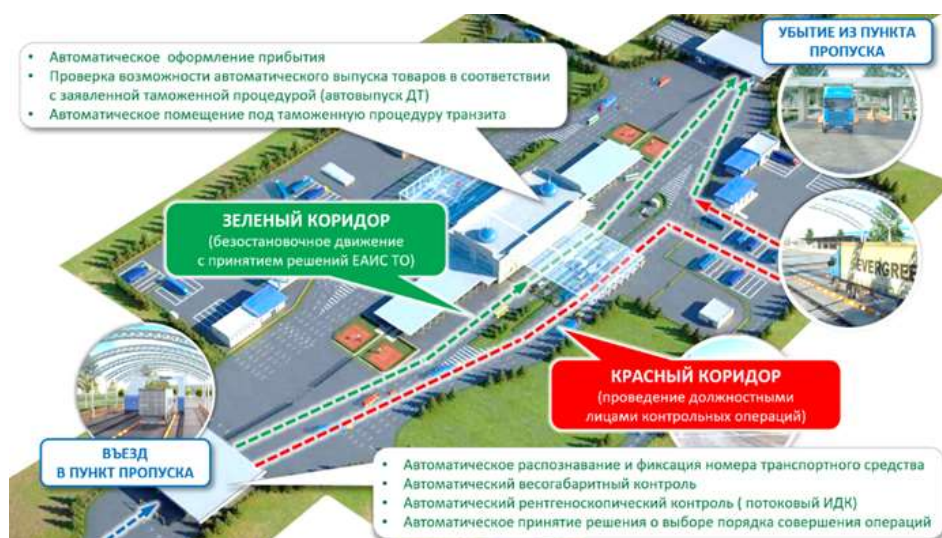 • Автоматическое оформление прибытия
• Проверка возможности автоматического выпуска товаров в соответствии
с заявленной таможенной процедурой (автовыпуск ДТ)
• Автоматическое помещение под таможенную процедуру транзита
УБЫТИЕ ИЗ ПУНКТА
ПРОПУСКА
ЗЕЛЕНЫЙ КОРИДОР
(безостановочное движение
с принятием решений ЕАИС ТО)
EVERGREE
КРАСНЫЙ КОРИДОР
(проведение должностными
лицами контрольных операций)
ВЪЕЗД
В ПУНКТ ПРОПУСКА
• Автоматическое распознавание и фиксация номера транспортного средства
• Автоматический весогабаритный контроль
• Автоматический рентгеноскопический контроль ( потоковый ИДК)
• Автоматическое принятие решения о выборе порядка совершения операций